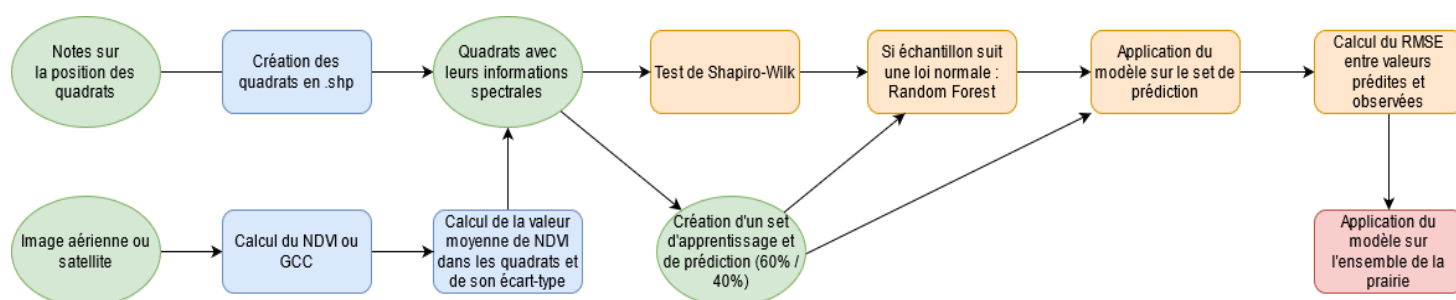 Notes sur
la position des
quadrats
Création des
quadrats en .shp
Quadrats avec
leurs informations
spectrales
Test de Shapiro-Wilk
Si échantillon suit
une loi normale :
Random Forest
Application du
modèle sur le set de
prédiction
Calcul du RMSE
entre valeurs
prédites et
observées
Image aérienne ou
satellite
Calcul du NDVI ou
GCC
Calcul de la valeur
moyenne de NDVI
dans les quadrats et
de son écart-type
Création d'un set
d'apprentissage et
de prédiction (60% /
40%)
Application du
modèle sur
l'ensemble de la
prairie